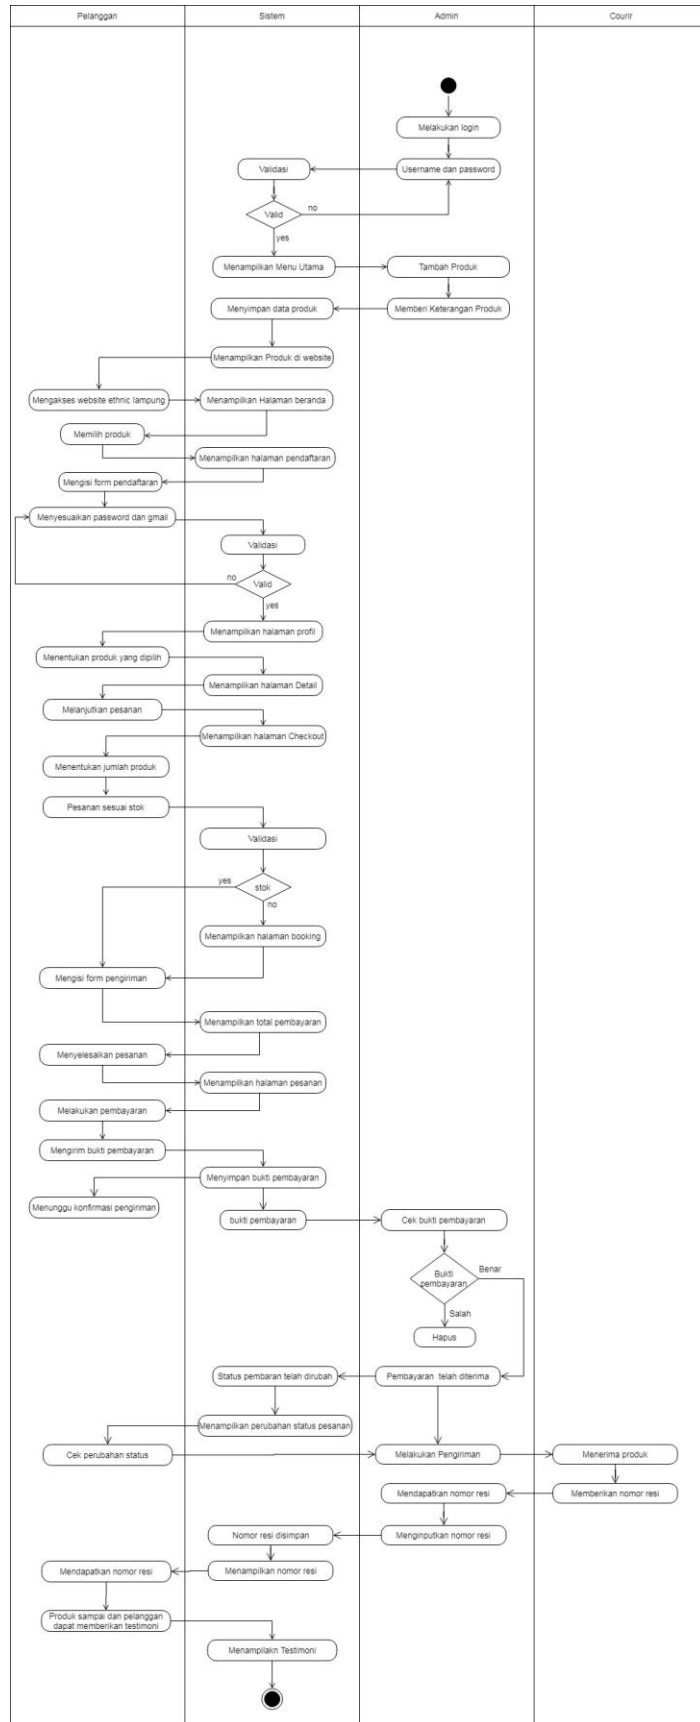 Pelanggan
Sistem
Admin
Courir
Melakukan login
Validasi
Username dan password
Valid
no
yes
Menampilkan Menu Utama
Tambah Produk
Menyimpan data produk
Memberi Keterangan Produk
Menampilkan Produk di website
Mengakses website ethnic lampung
Menampilkan Halaman beranda
Memilih produk
Menampilkan halaman pendaftaran
Mengisi form pendaftaran
Menyesuaikan password dan gmail
Validasi
no
Valid
yes
Menampilkan halaman profil
Menentukan produk yang dipilih
Menampilkan halaman Detail
Melanjutkan pesanan
Menampilkan halaman Checkout
Menentukan jumlah produk
Pesanan sesuai stok
Validasi
yes
stok
no
Menampilkan halaman booking
Mengisi form pengiriman
Menampilkan total pembayaran
Menyelesaikan pesanan
Menampilkan halaman pesanan
Melakukan pembayaran
Mengirim bukti pembayaran
Menyimpan bukti pembayaran
Menunggu konfirmasi pengiriman
bukti pembayaran
Cek bukti pembayaran
Bukti
pembayaran
Benar
Salah
Hapus
Status pembaran telah dirubah
Pembayaran telah diterima
Menampilkan perubahan status pesanan
Cek perubahan status
Melakukan Pengiriman
Menerima produk
Mendapatkan nomor resi
Memberikan nomor resi
Nomor resi disimpan
Menginputkan nomor resi
Mendapatkan nomor resi
Menampilkan nomor resi
Produk sampai dan pelanggan
dapat memberikan testimoni
Menampilakn Testimoni